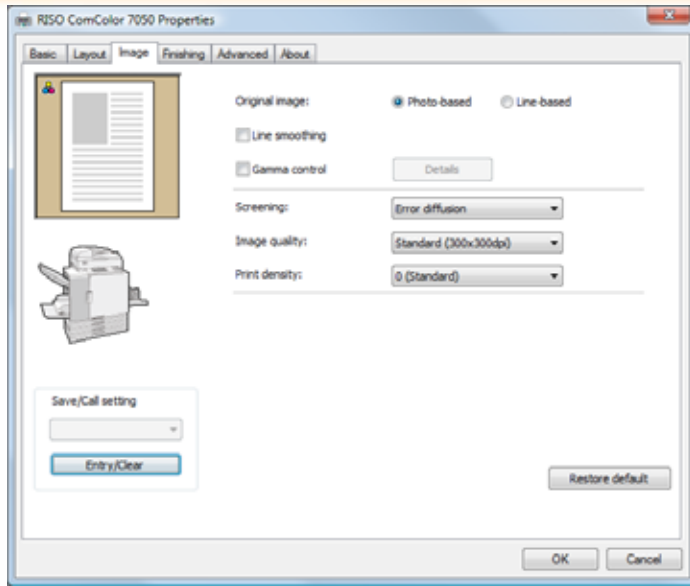 RISO ComColor 7050 Properties
Basic Layout Image Finishing Advanced About
Original image: Photo-based Line-based
Line smoothing
Gamma control Details
Screening: Error diffusion
Image quality: Standard (300x300dpi)
Print density: 0 (Standard)
Save/Call setting
Entry/Clear
Restore default
OK Cancel